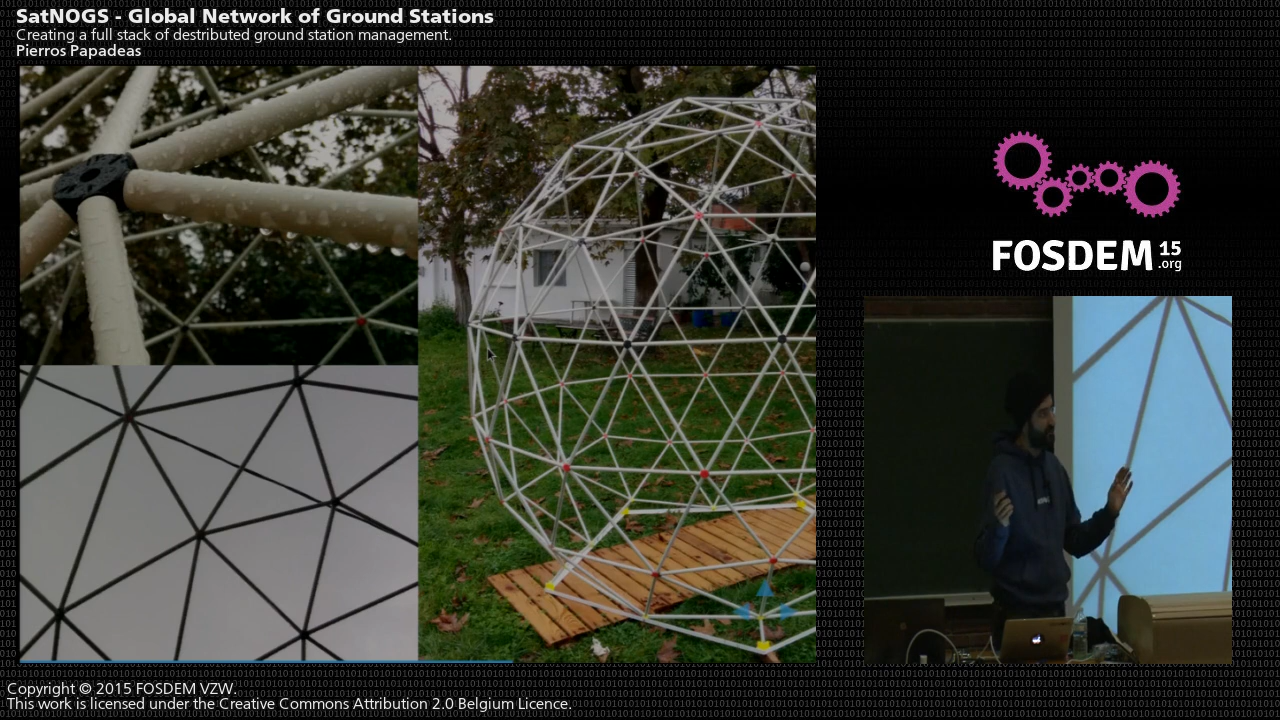 SatNOGS - Global Network of Ground Stations
Creating a full stack of destributed ground station management.
Pierros Papadeas
FOSDEM 15
.org
Copyright © 2015 FOSDEM VZW.
This work is licensed under the Creative Commons Attribution 2.0 Belgium Licence.